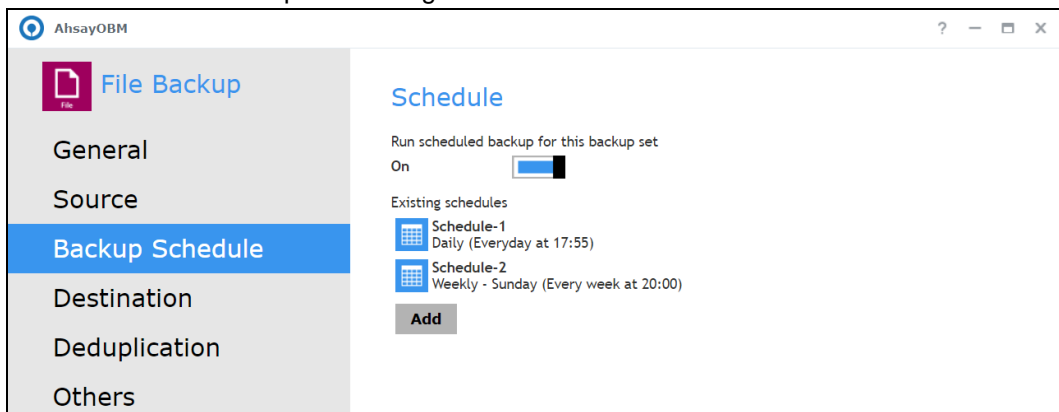 AhsayOBM
?
File
File Backup
General
Source
Backup Schedule
Destination
Deduplication
Others
Schedule
Run scheduled backup for this backup set
On
Existing schedules
Schedule-1
Daily (Everyday at 17:55)
Schedule-2
Weekly - Sunday (Every week at 20:00)
Add